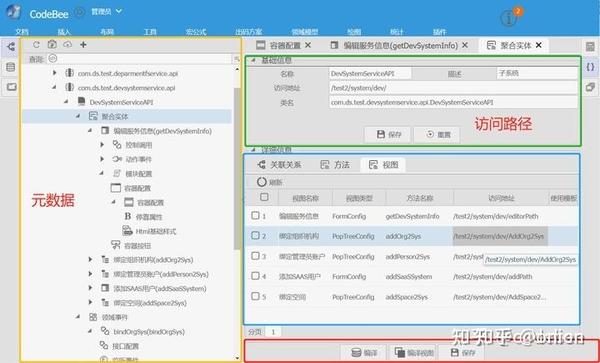 CodeBee
管理员
2
文档 插入 布局 工具 宏公式 出码方案 领域模型 绘图 统计 插件
查询:
com.ds.test.deparmentfservice.api
com.ds.test.devsystemservice.api
DevSystemServiceAPI
聚合实体
编辑服务信息(getDevSystemInfo)
控制调用
动作事件
模块配置
容器配置
容器配置
停靠属性
Html基础样式
容器按钮
绑定组织机构(addOrg2Sys)
绑定管理员账户(addPerson2Sys)
添加SAAS用户(addSaaSSystem)
绑定空间(addSpace2Sys)
领域事件
bindOrgSys(bindOrgSys)
接口配置
元数据
容器配置 编辑服务信息(getDevSystemInfo) 聚合实体
基础信息
名称 DevSystemServiceAPI 描述 子系统
访问地址 /test2/system/dev/
类名 com.ds.test.devsystemservice.api.DevSystemServiceAPI
保存 重置
访问路径
详细信息
关联关系 方法 视图
刷新
视图名称 视图类型 方法名称 访问地址 使用模板
1 编辑服务信息 FormConfig getDevSystemInfo /test2/system/dev/editorPath
2 绑定组织机构 PopTreeConfig addOrg2Sys /test2/system/dev/AddOrg2Sys
/test2/system/dev/AddOrg2Sys
3 绑定管理员账户 PopTreeConfig addPerson2Sys
4 添加SAAS用户 FormConfig addSaaSSystem /test2/system/dev/addPath
5 绑定空间 PopTreeConfig addSpace2Sys /test2/system/dev/AddSpace2...
分页 1
编译 编译视图 保存